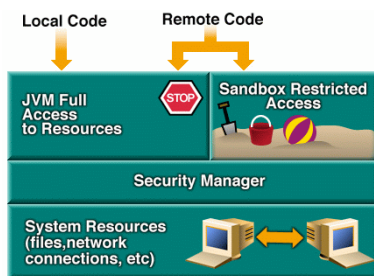 Local Code
Remote Code
JVM Full
Access
to Resources
STOP
Sandbox Restricted
Access
Security Manager
System Resources
(files,network
connections, etc)